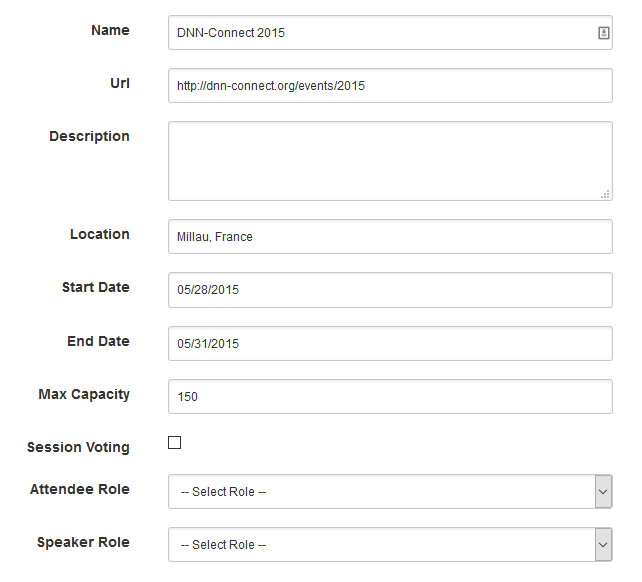 Name DNN-Connect 2015
Url http://dnn-connect.org/events/2015
Description
Location Millau, France
Start Date 05/28/2015
End Date 05/31/2015
Max Capacity 150
Session Voting
Attendee Role -- Select Role --
Speaker Role -- Select Role --